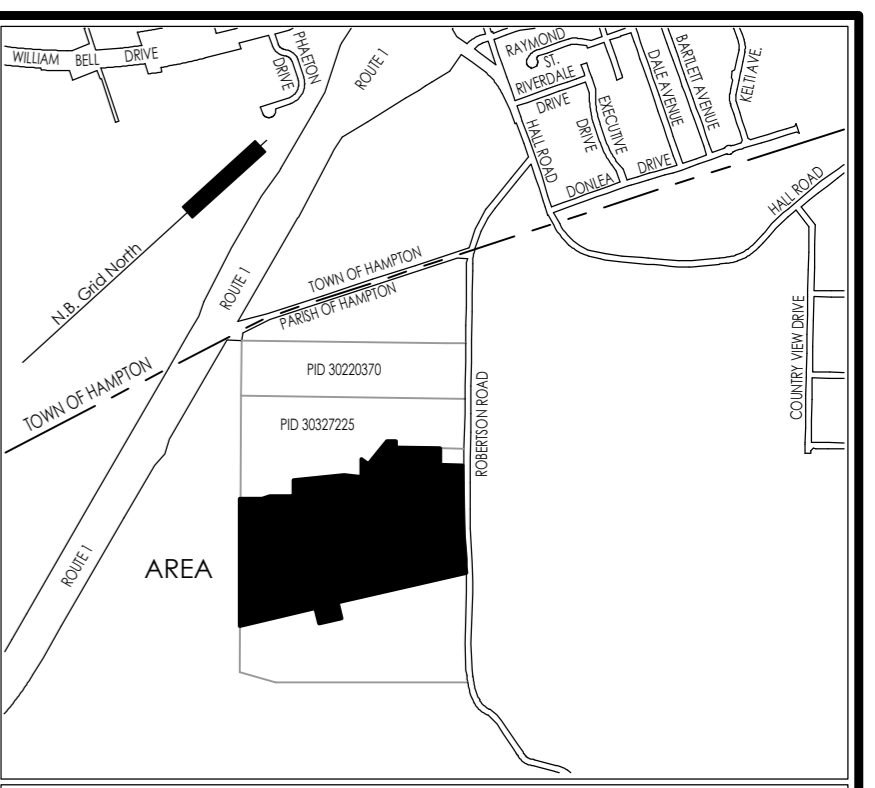 WILLIAM BELL DRIVE
PHAETON
DRIVE
ROUTE 1
RAYMOND
ST.
RIVERDALE
DRIVE
EXECUTIVE
DRIVE
DALE AVENUE
BARTLETT AVENUE
KELTI AVE.
HALL ROAD
DONLEA DRIVE
HALL ROAD
N.B. Grid North
ROUTE 1
TOWN OF HAMPTON
PARISH OF HAMPTON
TOWN OF HAMPTON
COUNTRY VIEW DRIVE
PID 30220370
ROBERTSON ROAD
PID 30327225
ROUTE 1
AREA